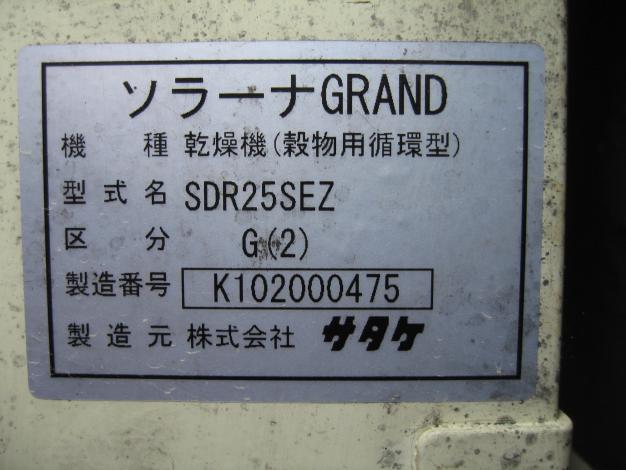 ソラーナGRAND
機種 乾燥機(穀物用循環型)
型式名 SDR25SEZ
区分 G(2)
製造番号 K102000475
製造元 株式会社 サタケ